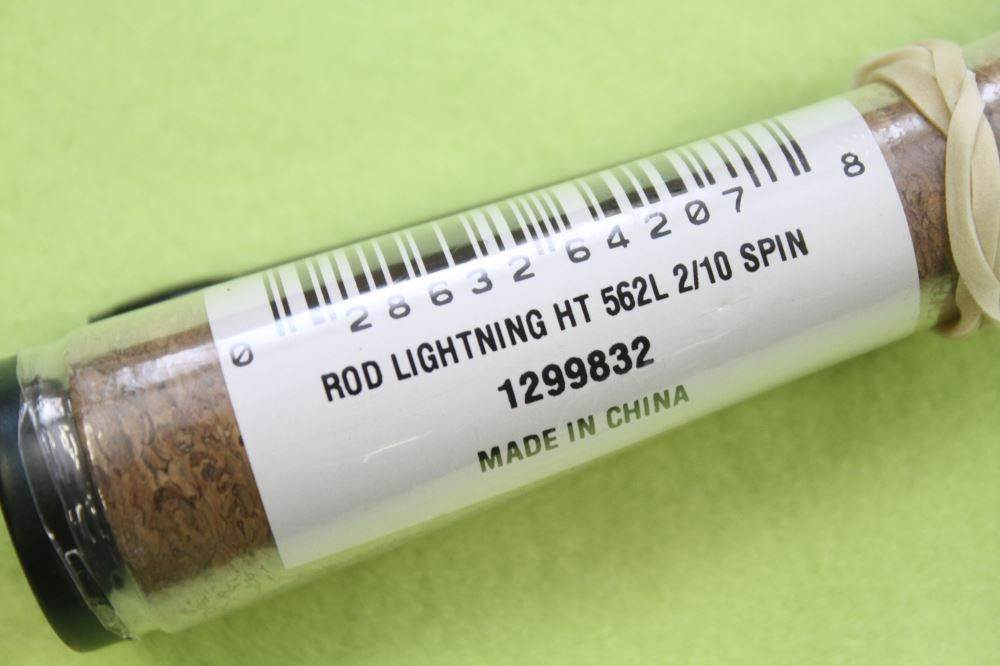 0 28632 64207 8
ROD LIGHTNING HT 562L 2/10 SPIN
1299832
MADE IN CHINA